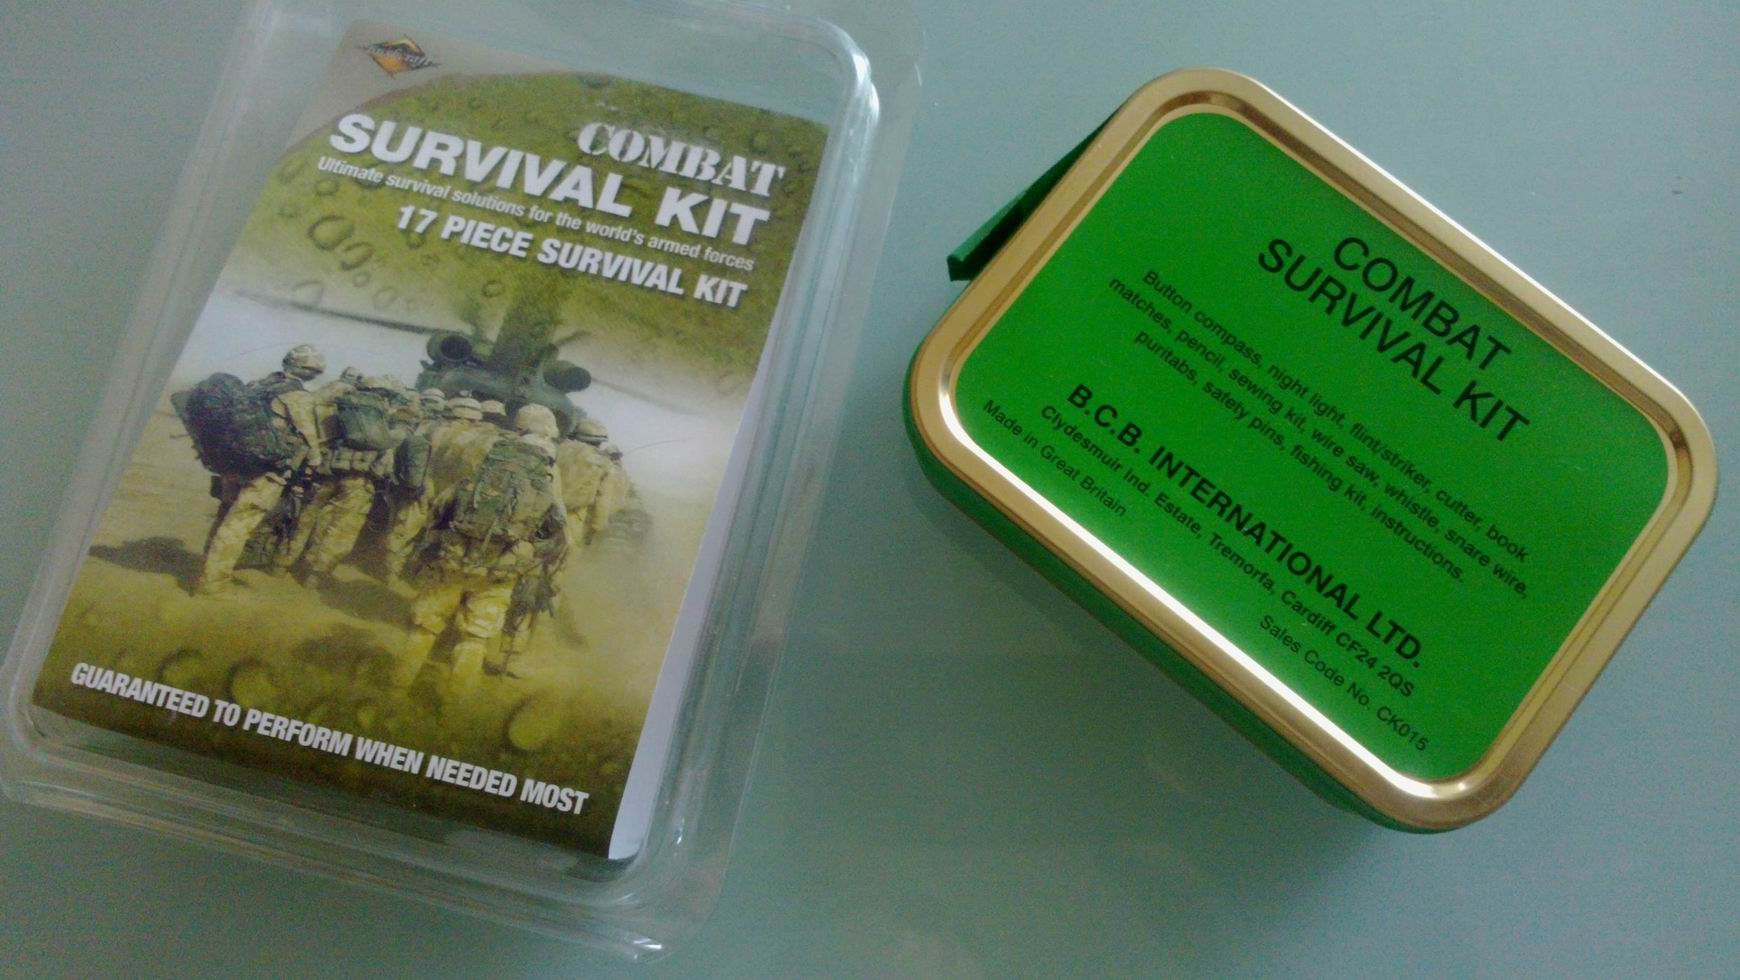 Bushcraft
COMBAT
SURVIVAL KIT
Ultimate survival solutions for the world's armed forces
17 PIECE SURVIVAL KIT
GUARANTEED TO PERFORM WHEN NEEDED MOST
COMBAT
SURVIVAL KIT
Button compass, night light, flint/striker, cutter, book
matches, pencil, sewing kit, wire saw, whistle, snare wire,
puritabs, safety pins, fishing kit, instructions.
B.C.B. INTERNATIONAL LTD.
Clydesmuir Ind. Estate, Tremorfa, Cardiff CF24 2QS
Made in Great Britain
Sales Code No. CK015